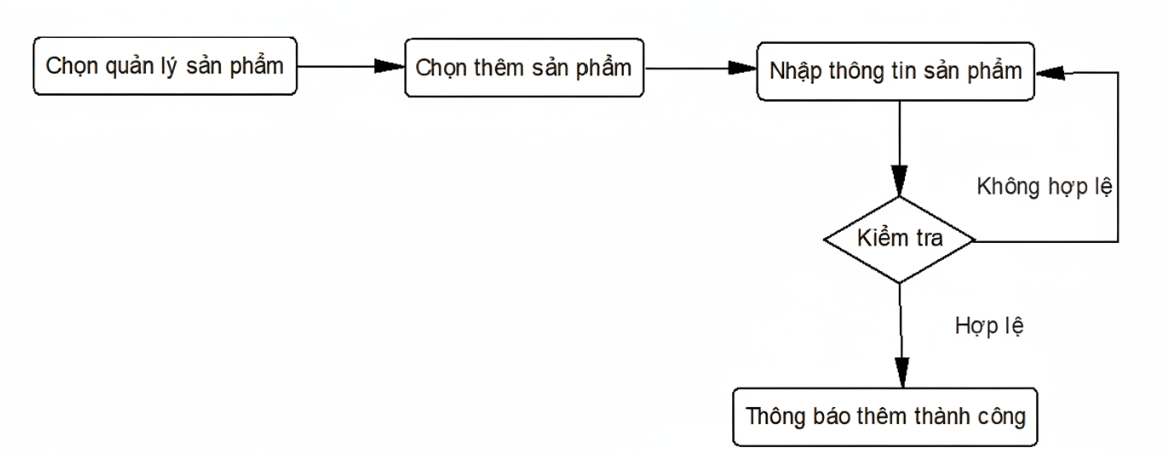 Chọn quản lý sản phẩm
Chọn thêm sản phẩm
Nhập thông tin sản phẩm
Không hợp lệ
Kiểm tra
Hợp lệ
Thông báo thêm thành công